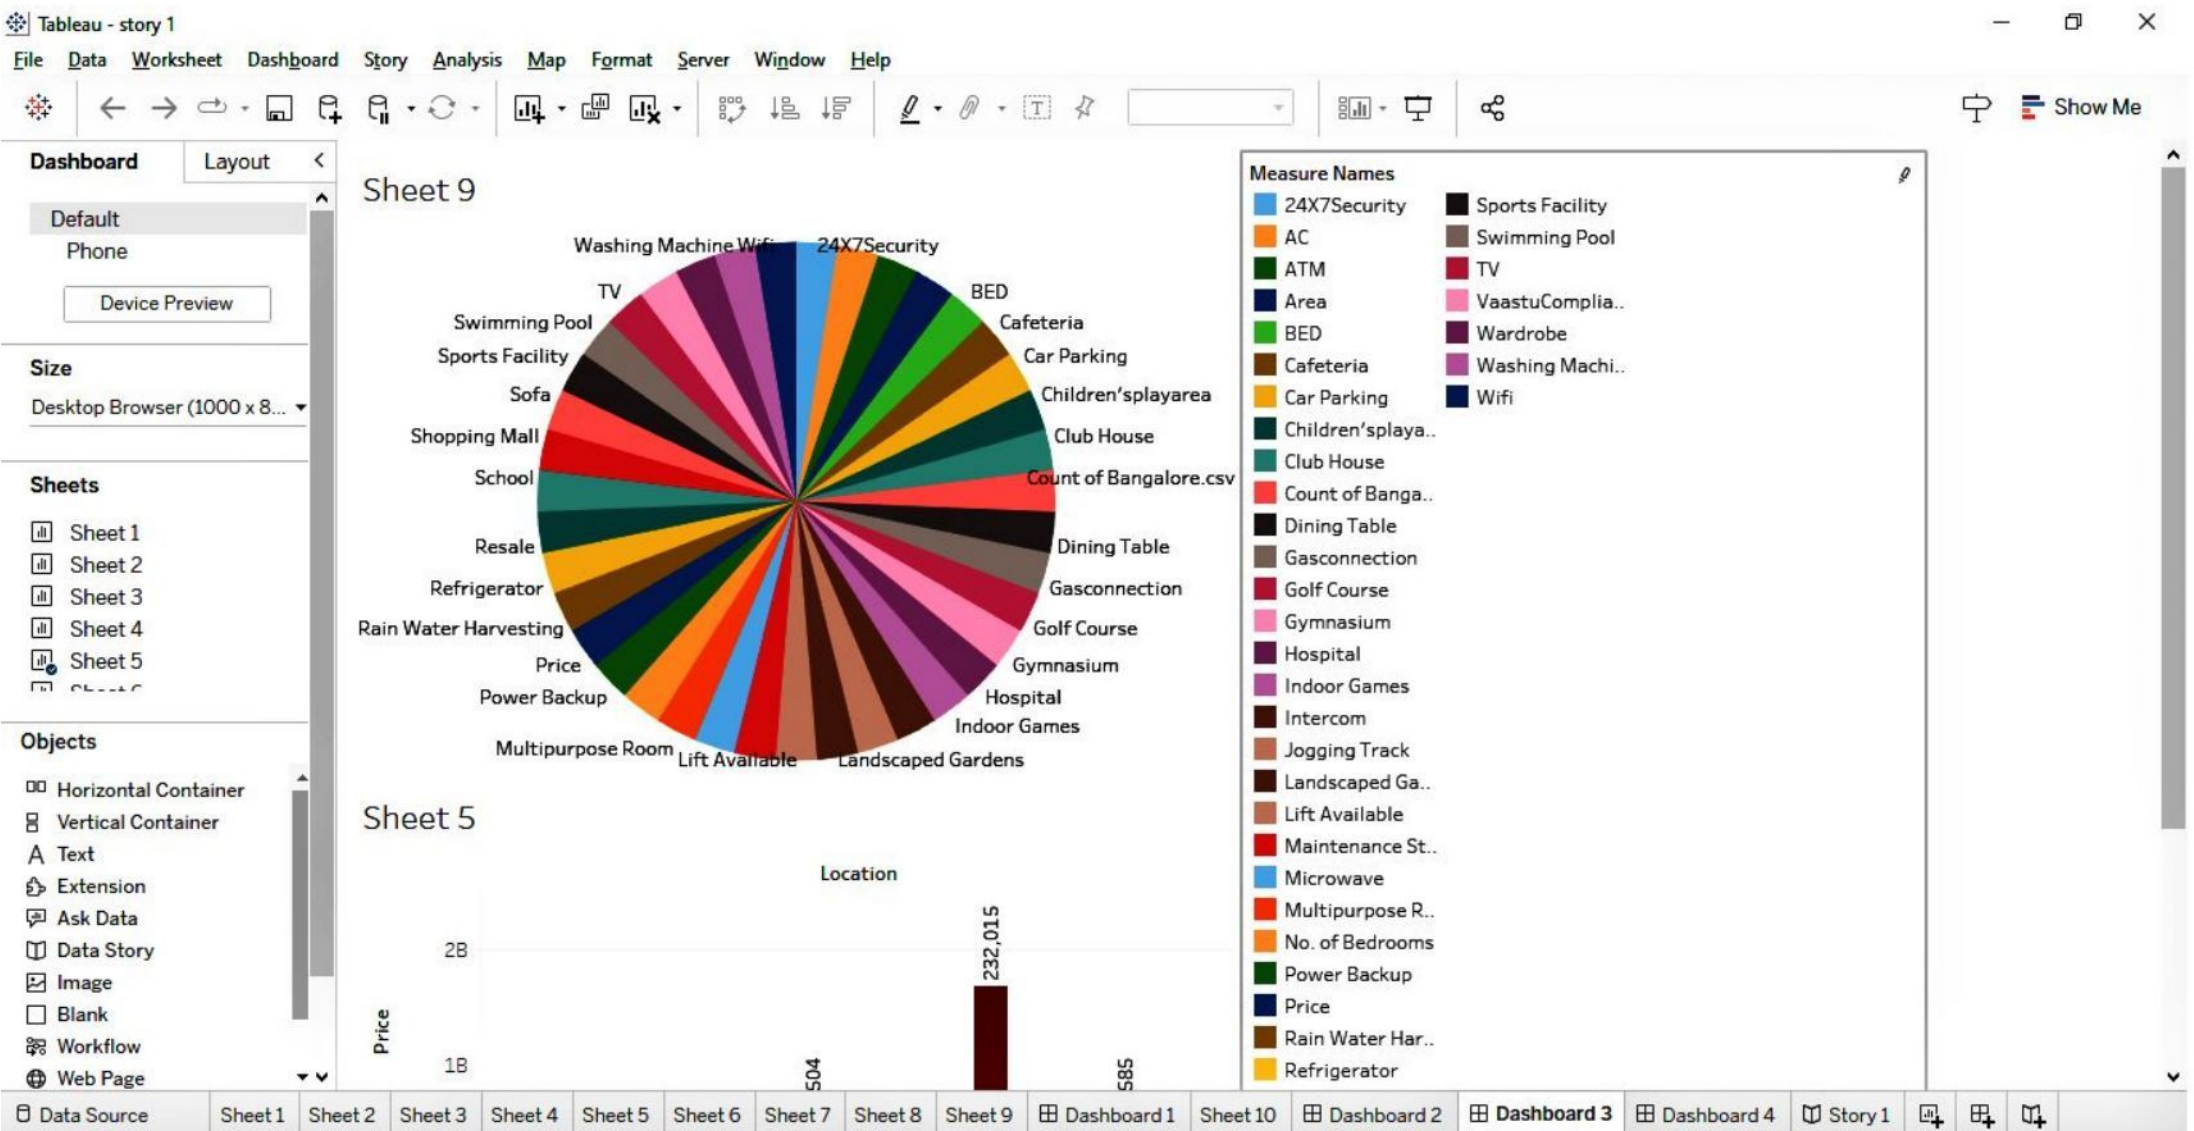 Tableau - story 1
File Data Worksheet Dashboard Story Analysis Map Format Server Window Help
Show Me
Dashboard Layout
Default
Phone
Device Preview
Size
Desktop Browser (1000 x 8...
Sheets
Sheet 1
Sheet 2
Sheet 3
Sheet 4
Sheet 5
Objects
Horizontal Container
Vertical Container
Text
Extension
Ask Data
Data Story
Image
Blank
Workflow
Web Page
Sheet 9
Washing Machine Wifi 24X7Security
TV BED
Swimming Pool Cafeteria
Sports Facility Car Parking
Sofa Children'splayarea
Shopping Mall Club House
School Count of Bangalore.csv
Resale Dining Table
Refrigerator Gasconnection
Rain Water Harvesting Golf Course
Price Gymnasium
Power Backup Hospital
Indoor Games
Multipurpose Room
Lift Available Landscaped Gardens
Sheet 5
Location
232,015
2B
Price
1B
504
585
Measure Names
24X7Security
AC
ATM
Area
BED
Cafeteria
Car Parking
Children'splaya..
Club House
Count of Banga..
Dining Table
Gasconnection
Golf Course
Gymnasium
Hospital
Indoor Games
Intercom
Jogging Track
Landscaped Ga..
Lift Available
Maintenance St..
Microwave
Multipurpose R..
No. of Bedrooms
Power Backup
Price
Rain Water Har..
Refrigerator
Sports Facility
Swimming Pool
TV
VaastuComplia..
Wardrobe
Washing Machi..
Wifi
Data Source Sheet 1 Sheet 2 Sheet 3 Sheet 4 Sheet 5 Sheet 6 Sheet 7 Sheet 8 Sheet 9 Dashboard 1 Sheet 10 Dashboard 2 Dashboard 3 Dashboard 4 Story 1